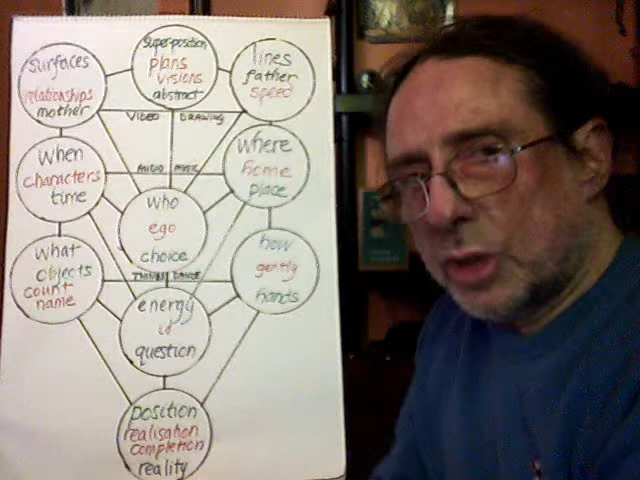 superposition
plans
visions
abstract
surfaces
relationships
mother
lines
father
speed
VIDEO DRAWING
when
characters
time
where
home
place
AUDIO MUSIC
who
ego
choice
what
objects
count
name
how
gently
hands
THINGS DANCE
energy
id
question
position
realisation
completion
reality